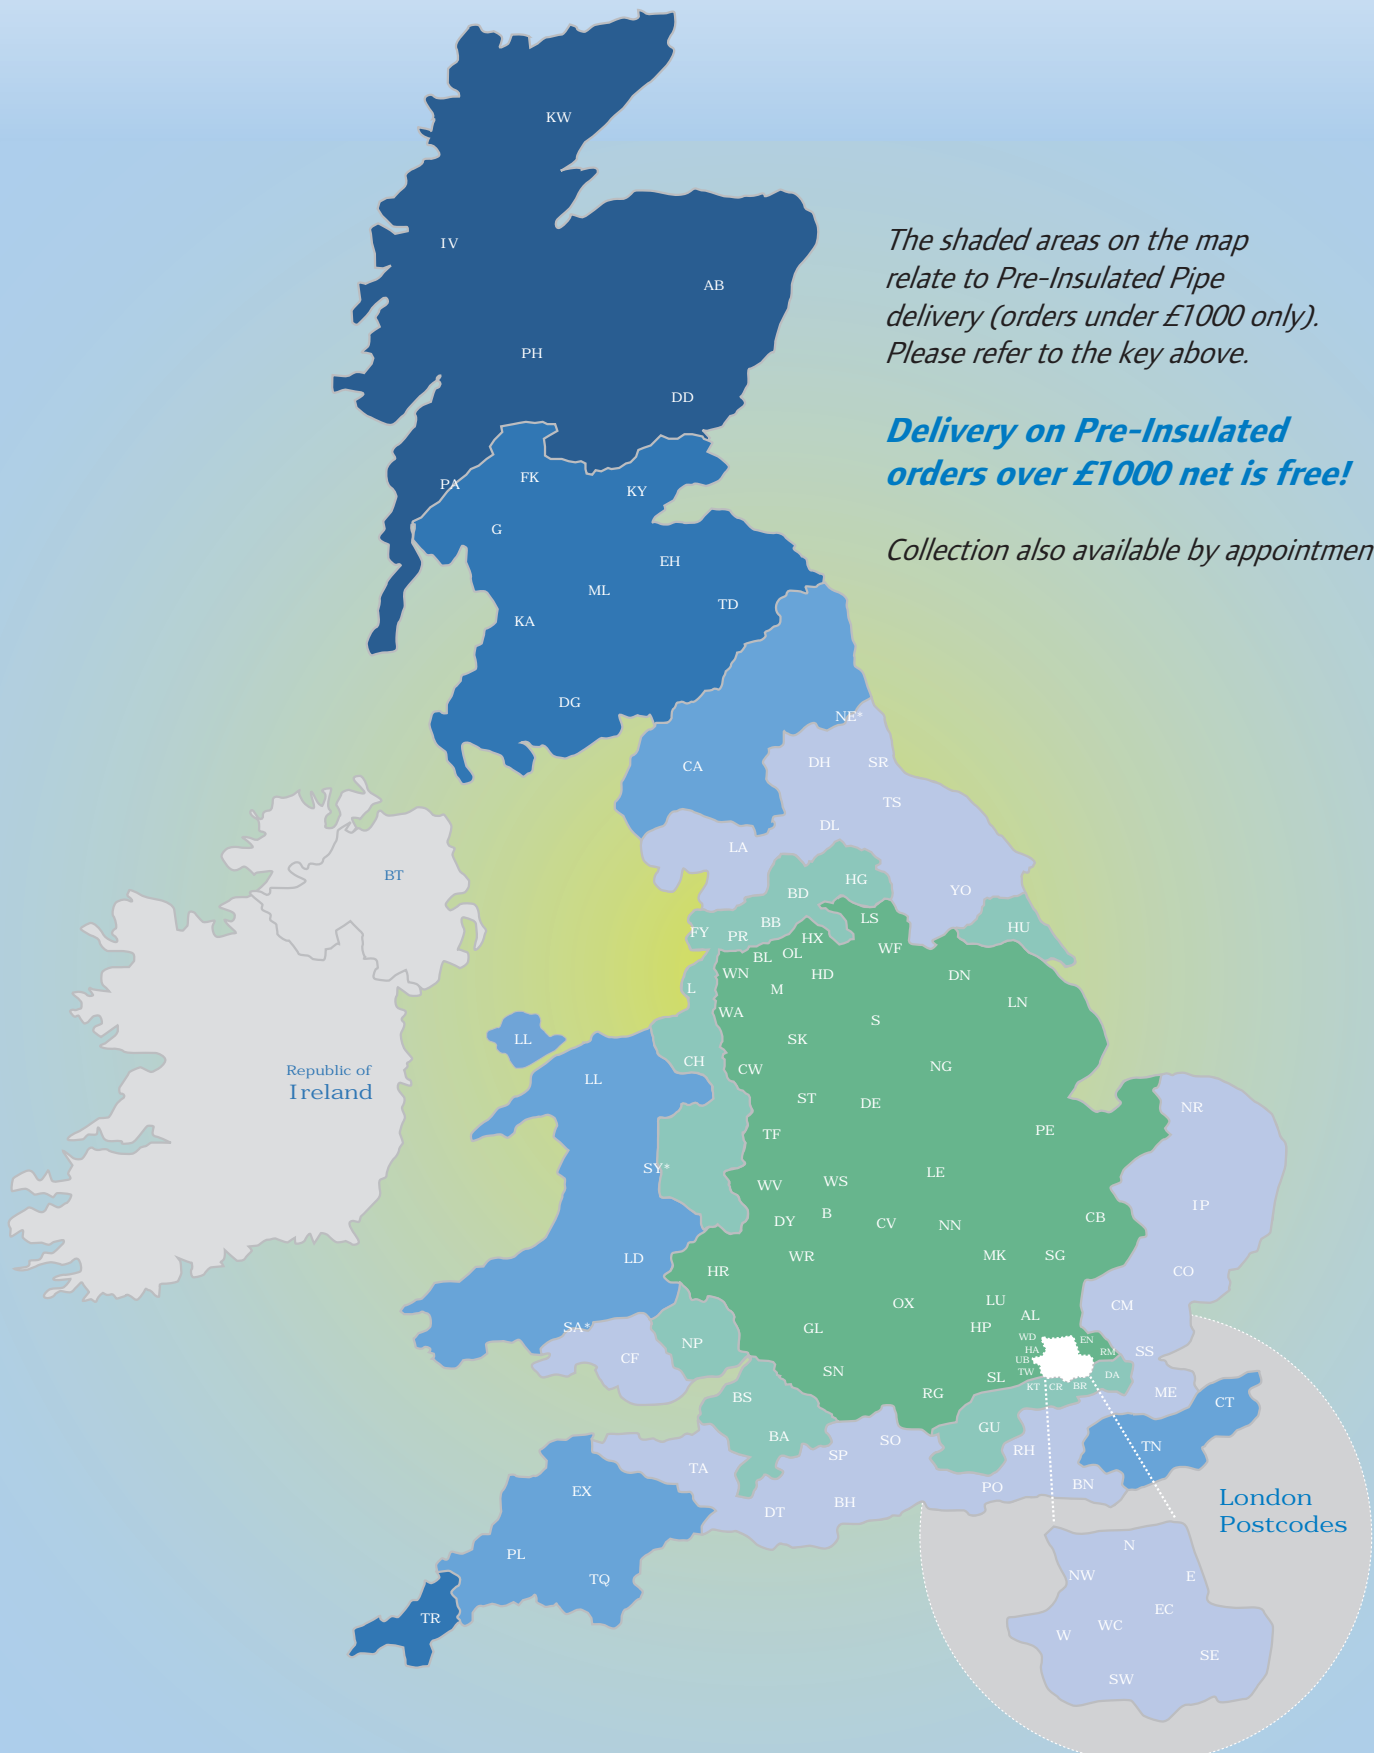 KW
IV
AB
The shaded areas on the map
relate to Pre-Insulated Pipe
delivery (orders under £1000 only).
Please refer to the key above.
PH
DD
Delivery on Pre-Insulated
orders over £1000 net is free!
PA
FK
KY
G
EH
Collection also available by appointmen
ML
TD
KA
DG
NE*
CA
DH
SR
TS
DL
LA
BT
HG
BD
YO
BB
LS
FY
PR
HX
HU
WF
BL
OL
WN
HD
DN
L
M
LN
WA
S
LL
SK
CH
CW
NG
Republic of
Ireland
LL
ST
DE
NR
TF
PE
SY*
LE
WV
WS
IP
DY
B
CV
NN
CB
LD
WR
MK
SG
HR
CO
OX
LU
CM
AL
SA*
GL
HP
WD
EN
NP
HA
RM
SS
CF
UB
SN
TW
SL
DA
KT
CR
BR
ME
BS
RG
CT
GU
BA
SO
RH
TN
SP
TA
PO
BN
EX
DT
BH
London
Postcodes
PL
TQ
TR
N
NW
E
EC
WC
W
SE
SW